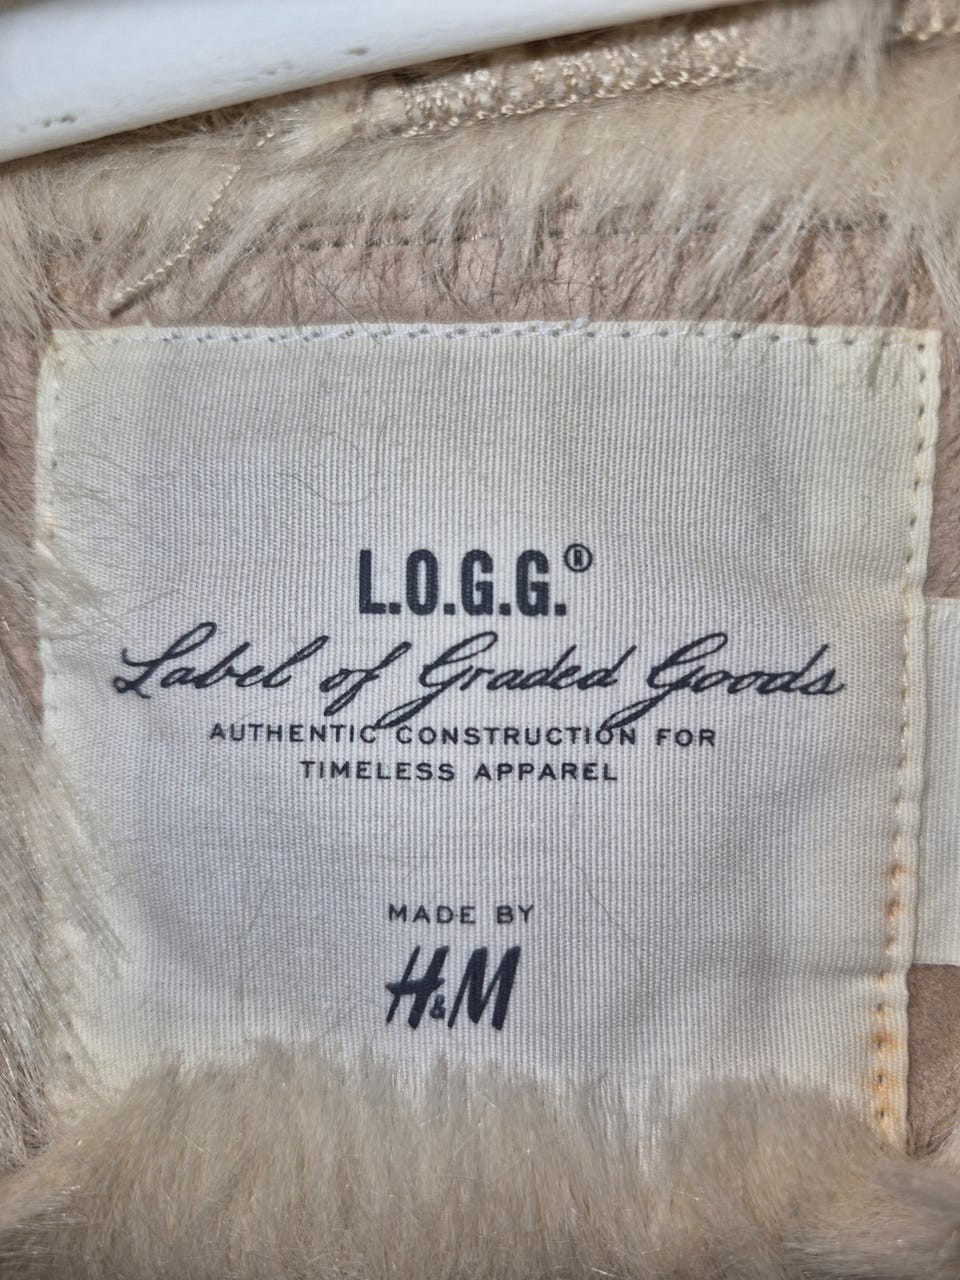 L.O.G.G.®
Label of Graded Goods
AUTHENTIC CONSTRUCTION FOR
TIMELESS APPAREL
MADE BY
H&M